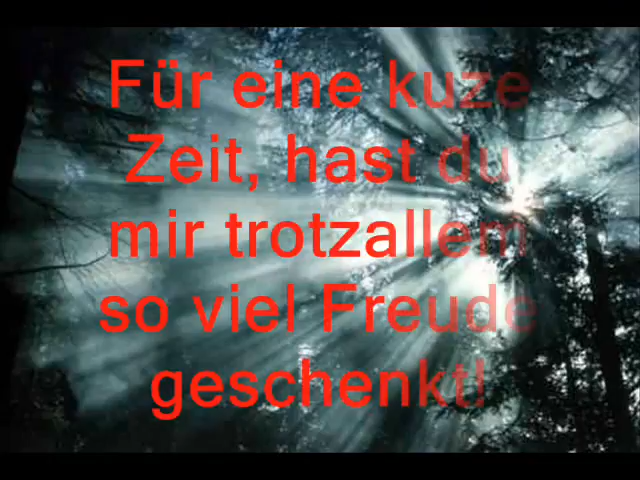 Für eine kuze
Zeit, hast du
mir trotzallem
so viel Freude
geschenkt!